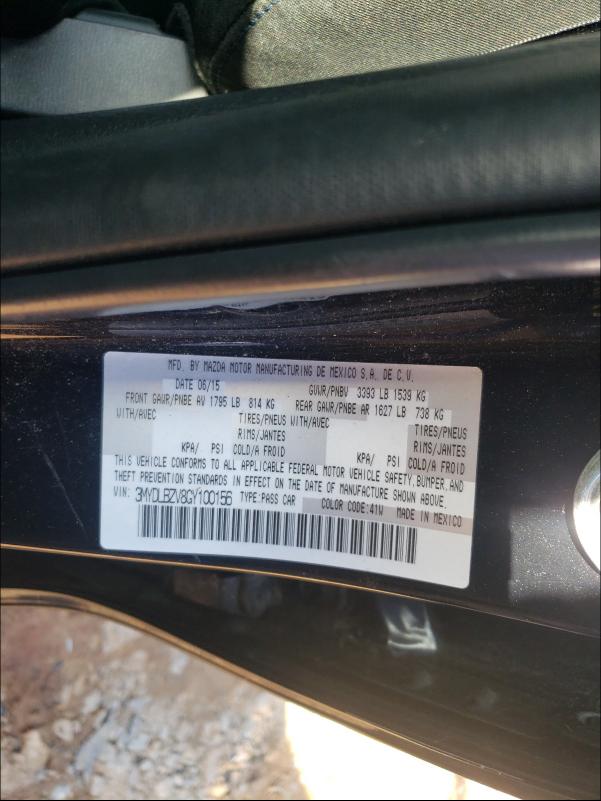 MFD. BY MAZDA MOTOR MANUFACTURING DE MEXICO S.A. DE C.V.
DATE 06/15 GVWR/PNBV 3393 LB 1539 KG
FRONT GAWR/PNBE AV 1795 LB 814 KG REAR GAWR/PNBE AR 1627 LB 738 KG
WITH/AVEC TIRES/PNEUS WITH/AVEC TIRES/PNEUS
RIMS/JANTES RIMS/JANTES
KPA/ PSI COLD/A FROID KPA/ PSI COLD/A FROID
THIS VEHICLE CONFORMS TO ALL APPLICABLE FEDERAL MOTOR VEHICLE SAFETY, BUMPER, AND
THEFT PREVENTION STANDARDS IN EFFECT ON THE DATE OF MANUFACTURE SHOWN ABOVE.
VIN: 3MYDLBZV8GY100156 TYPE:PASS CAR COLOR CODE:41W MADE IN MEXICO